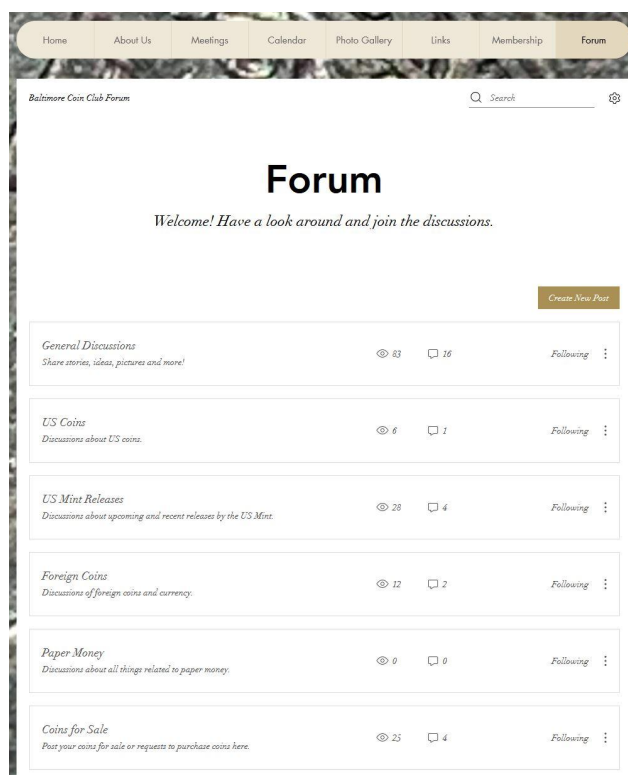 Home About Us Meetings Calendar Photo Gallery Links Membership Forum
Baltimore Coin Club Forum Search
Forum
Welcome! Have a look around and join the discussions.
Create New Post
General Discussions
Share stories, ideas, pictures and more!
83 16 Following
US Coins
Discussions about US coins.
6 1 Following
US Mint Releases
Discussions about upcoming and recent releases by the US Mint.
28 4 Following
Foreign Coins
Discussions of foreign coins and currency.
12 2 Following
Paper Money
Discussions about all things related to paper money.
0 0 Following
Coins for Sale
Post your coins for sale or requests to purchase coins here.
25 4 Following